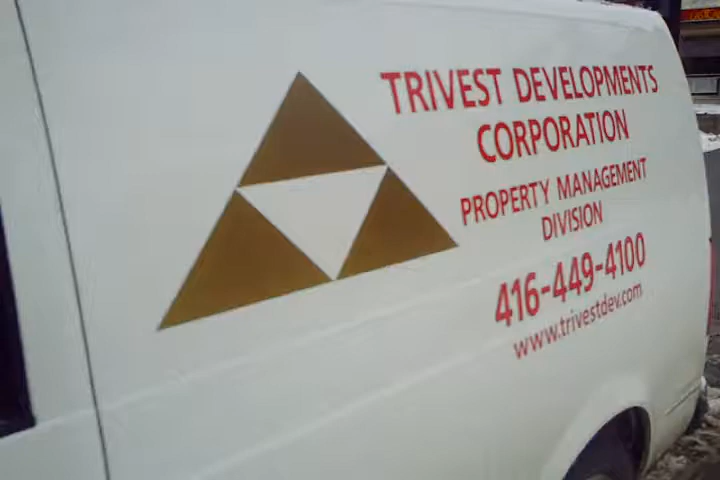 TRIVEST DEVELOPMENTS
CORPORATION
PROPERTY MANAGEMENT
DIVISION
416-449-4100
www.trivestdev.com